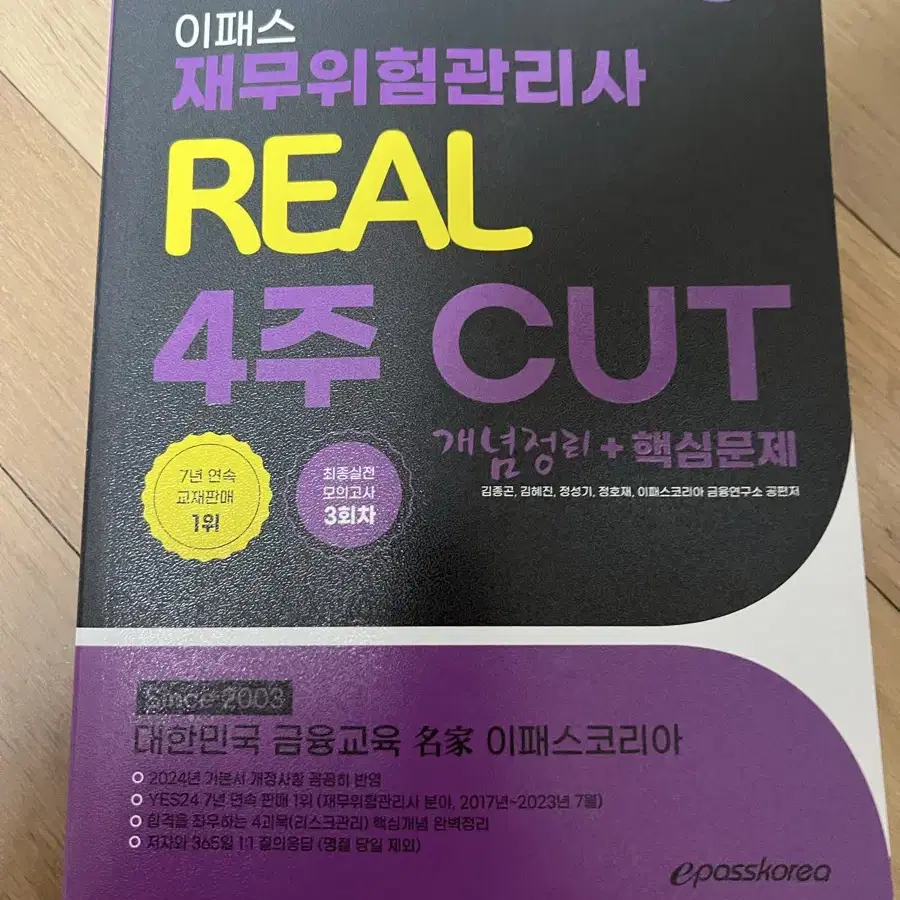 이패스
재무위험관리사
REAL
4주 CUT
개념정리 + 핵심문제
김종곤, 김혜진, 정성기, 정호재, 이패스코리아 금융연구소 공편저
7년 연속
교재판매
1위
최종실전
모의고사
3회차
Since 2003
대한민국 금융교육 名家 이패스코리아
2024년 기본서 개정사항 꼼꼼히 반영
YES24 7년 연속 판매 1위 (재무위험관리사 분야, 2017년~2023년 7월)
합격을 좌우하는 4과목(리스크관리) 핵심개념 완벽정리
저자와 365일 1:1 질의응답 (명절 당일 제외)
epasskorea